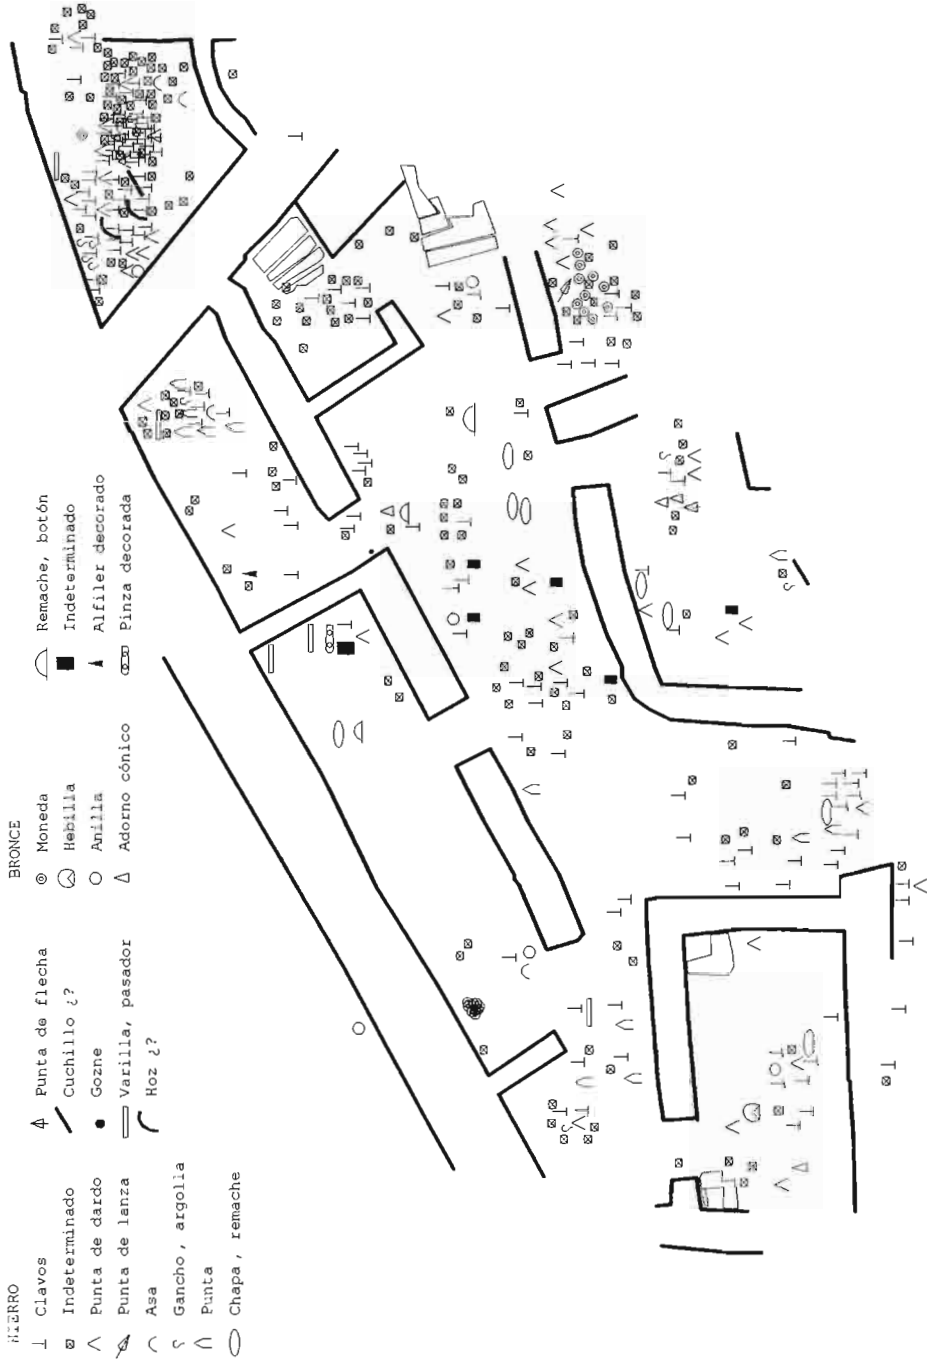 HIERRO
Clavos
Indeterminado
Punta de dardo
Punta de lanza
Asa
Gancho, argolla
Punta
Chapa, remache
Punta de flecha
Cuchillo ¿?
Gozne
Varilla, pasador
Hoz ¿?
BRONCE
Moneda
Hebilla
Anilla
Adorno cónico
Remache, botón
Indeterminado
Alfiler decorado
Pinza decorada